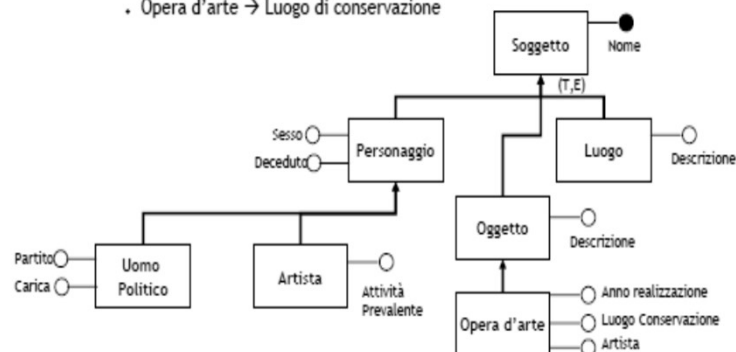 . Opera d'arte → Luogo di conservazione
Soggetto
Nome
(T,E)
Sesso
Deceduto
Personaggio
Luogo
Descrizione
Oggetto
Descrizione
Partito
Carica
Uomo
Politico
Artista
Attività
Prevalente
Opera d'arte
Anno realizzazione
Luogo Conservazione
Artista